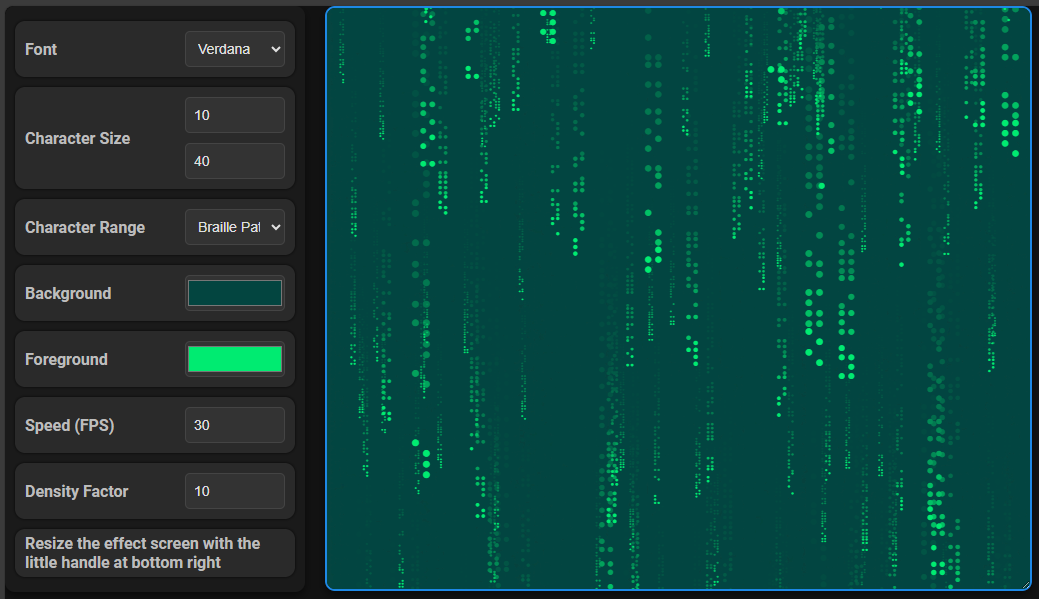 Font
Verdana
Character Size
10
40
Character Range
Braille Pat
Background
Foreground
Speed (FPS)
30
Density Factor
10
Resize the effect screen with the
little handle at bottom right